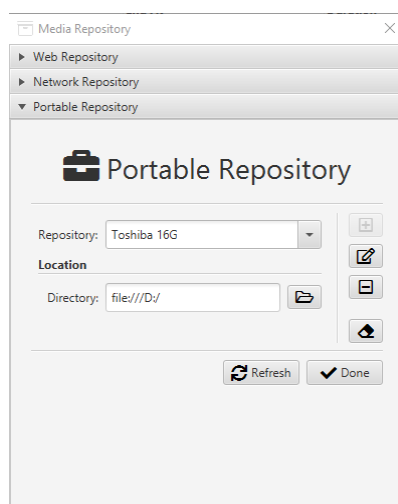 Media Repository
Web Repository
Network Repository
Portable Repository
Portable Repository
Repository: Toshiba 16G
Location
Directory: file:///D:/
Refresh Done